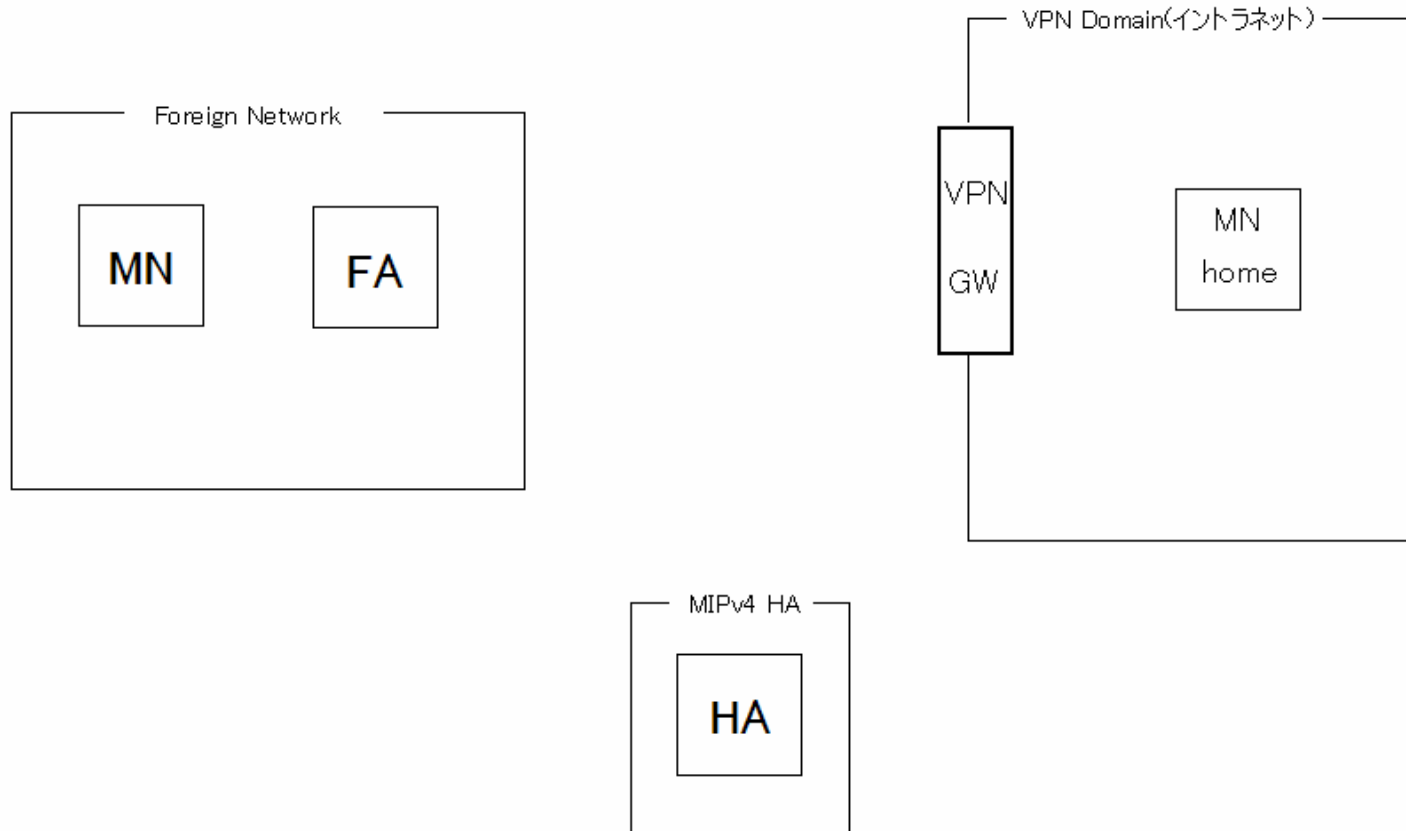 VPN Domain(イントラネット)
Foreign Network
MN
FA
VPN
GW
MN
home
MIPv4 HA
HA